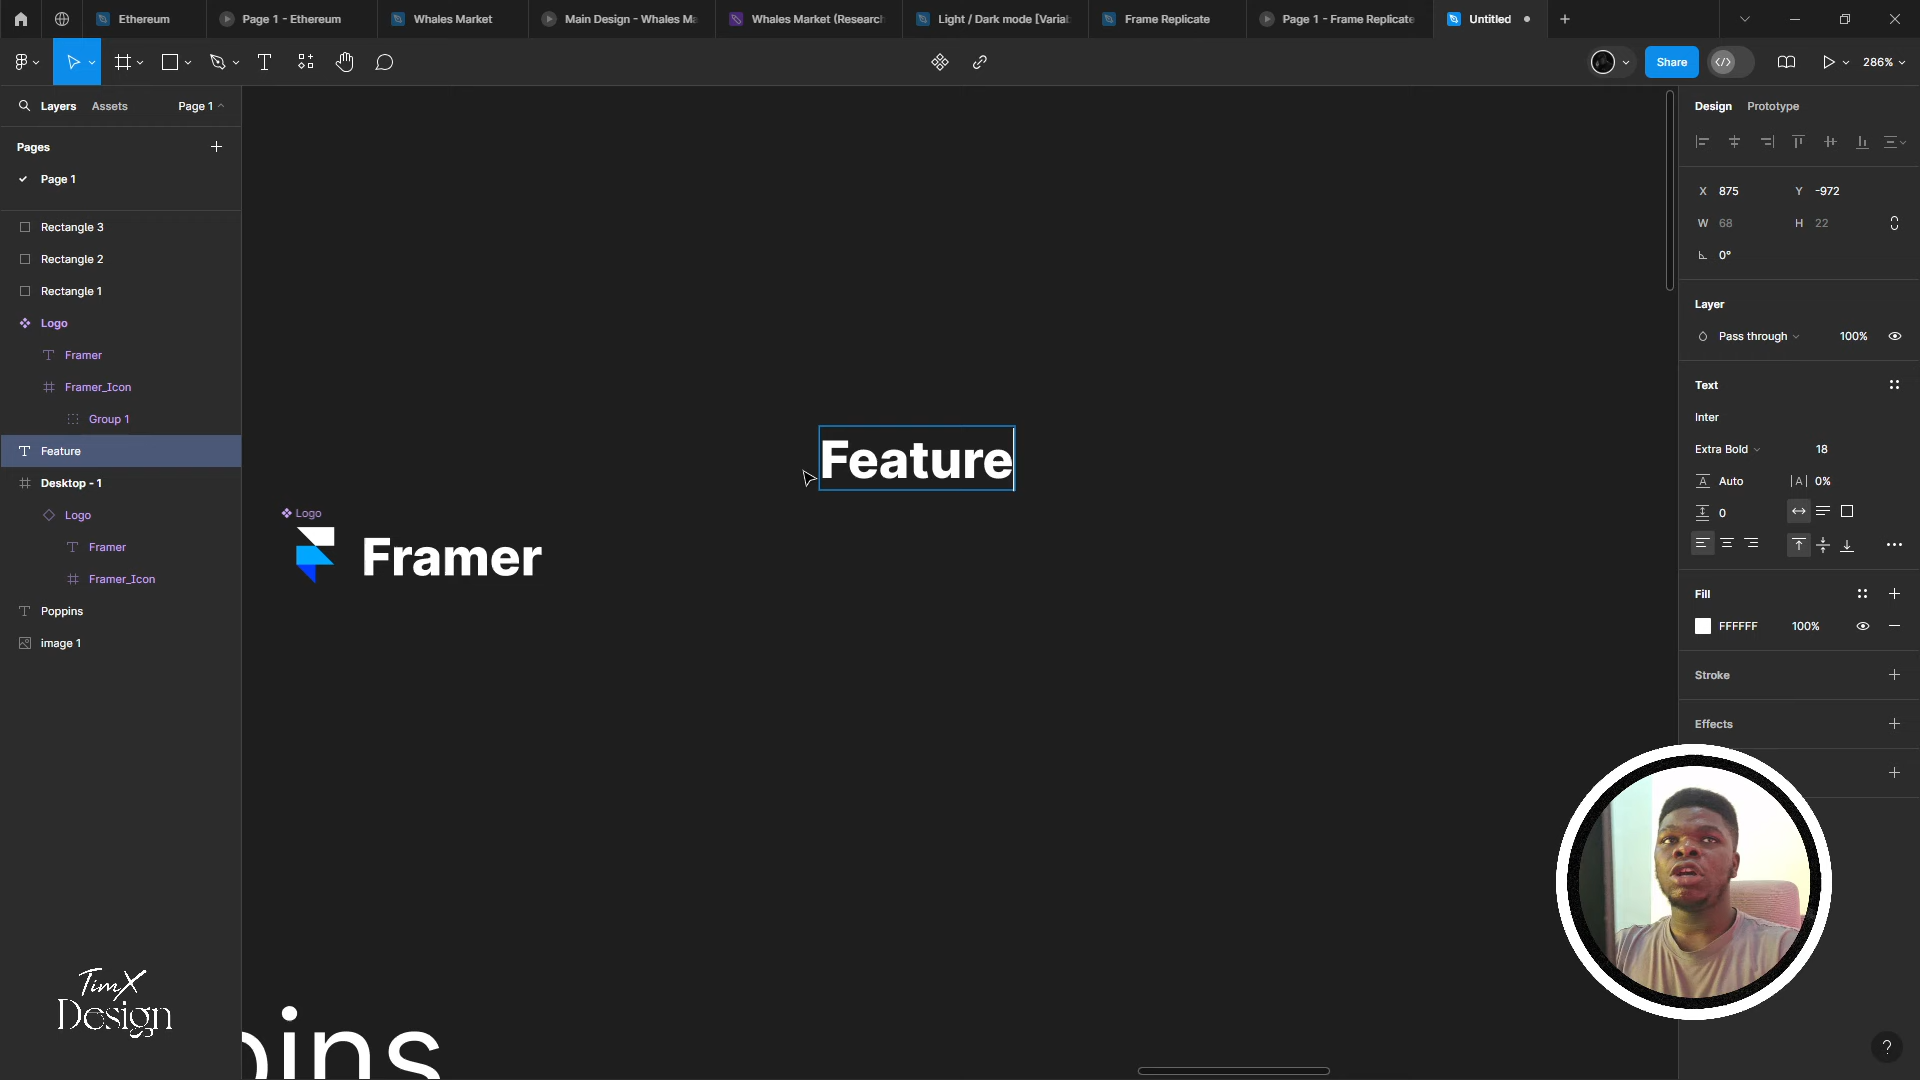 Ethereum
Page 1 - Ethereum
Whales Market
Main Design - Whales Ma
Whales Market (Research
Light / Dark mode [Variab
Frame Replicate
Page 1 - Frame Replicate
Untitled
Share
286%
Layers
Assets
Page 1
Pages
Page 1
Rectangle 3
Rectangle 2
Rectangle 1
Logo
Framer
Framer_Icon
Group 1
Feature
Desktop - 1
Logo
Framer
Framer_Icon
Poppins
image 1
TimX
Design
Feature
Logo
Framer
oins
Design
Prototype
X 875
Y -972
W 68
H 22
0°
Layer
Pass through
100%
Text
Inter
Extra Bold
18
Auto
0%
0
Fill
FFFFFF
100%
Stroke
Effects
?